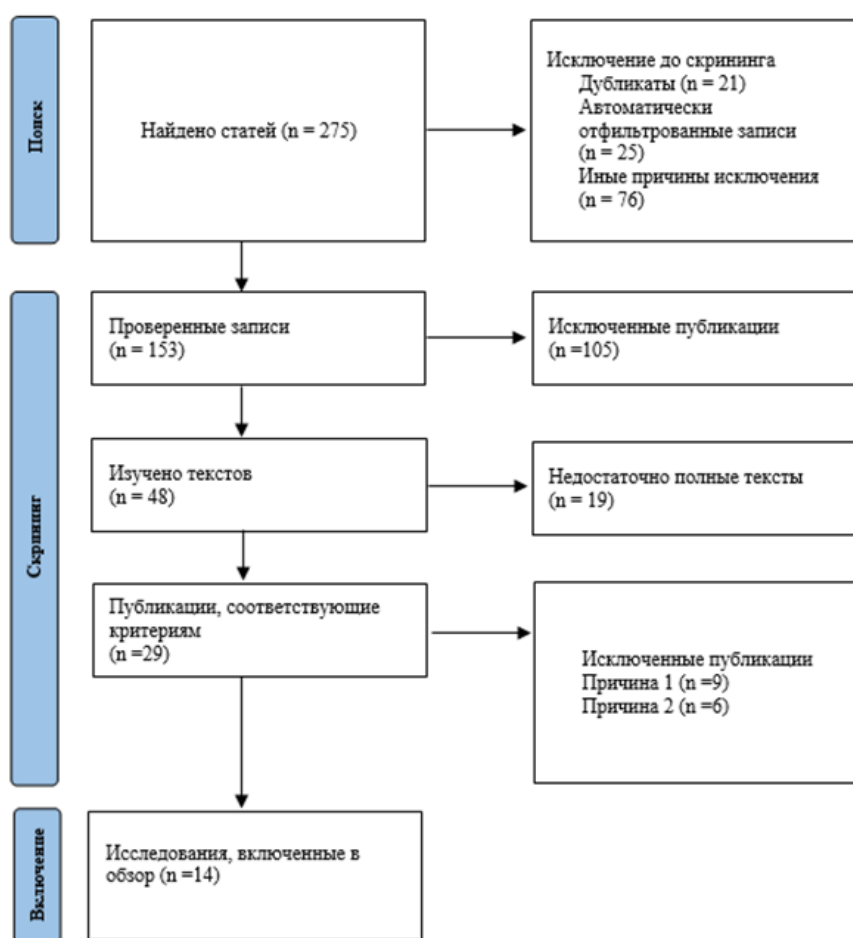 Поиск
Найдено статей (n = 275)
Исключение до скрининга
Дубликаты (n = 21)
Автоматически
отфильтрованные записи
(n = 25)
Иные причины исключения
(n = 76)
Скрининг
Проверенные записи
(n = 153)
Исключенные публикации
(n =105)
Изучено текстов
(n = 48)
Недостаточно полные тексты
(n = 19)
Публикации, соответствующие
критериям
(n =29)
Исключенные публикации
Причина 1 (n =9)
Причина 2 (n =6)
Включение
Исследования, включенные в
обзор (n =14)